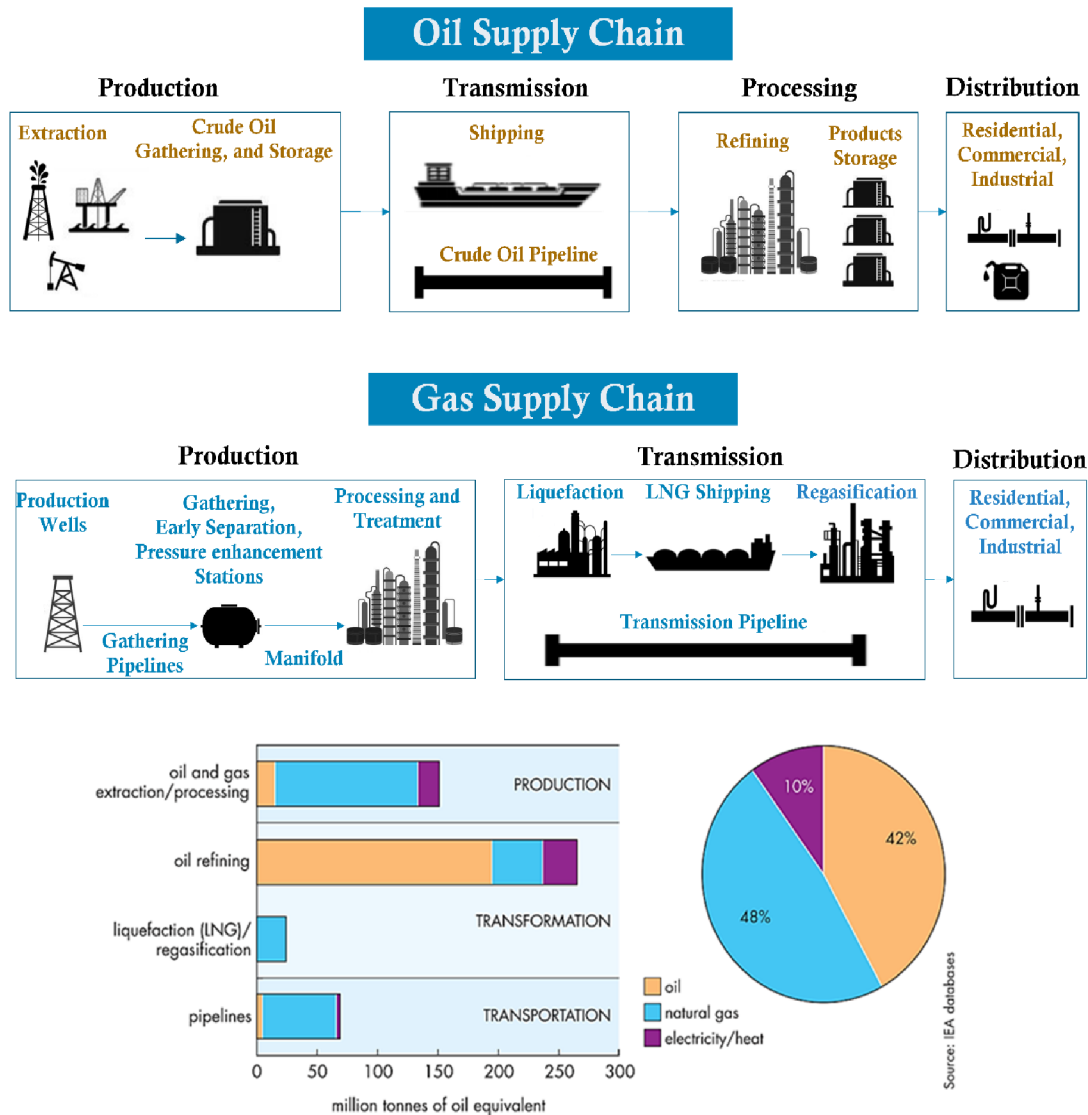 Oil Supply Chain
Production
Transmission
Processing
Distribution
Extraction
Crude Oil
Gathering, and Storage
Shipping
Crude Oil Pipeline
Refining
Products
Storage
Residential,
Commercial,
Industrial
Gas Supply Chain
Production
Transmission
Distribution
Production
Wells
Gathering,
Early Separation,
Pressure enhancement
Stations
Processing and
Treatment
Gathering
Pipelines
Manifold
Liquefaction
LNG Shipping
Regasification
Transmission Pipeline
Residential,
Commercial,
Industrial
oil and gas
extraction/processing
PRODUCTION
oil refining
liquefaction (LNG)/
regasification
TRANSFORMATION
pipelines
TRANSPORTATION
0 50 100 150 200 250 300
million tonnes of oil equivalent
oil
natural gas
electricity/heat
10%
42%
48%
Source: IEA databases